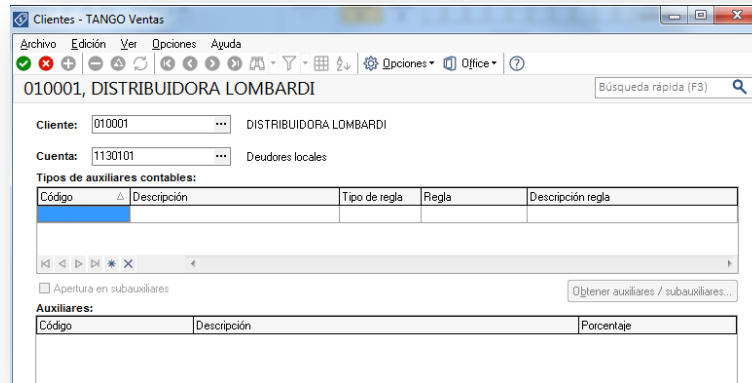 Clientes - TANGO Ventas
Archivo Edición Ver Opciones Ayuda
Opciones Office
010001, DISTRIBUIDORA LOMBARDI Búsqueda rápida (F3)
Cliente: 010001 ... DISTRIBUIDORA LOMBARDI
Cuenta: 1130101 ... Deudores locales
Tipos de auxiliares contables:
Código Descripción Tipo de regla Regla Descripción regla
Apertura en subauxiliares Obtener auxiliares / subauxiliares...
Auxiliares:
Código Descripción Porcentaje